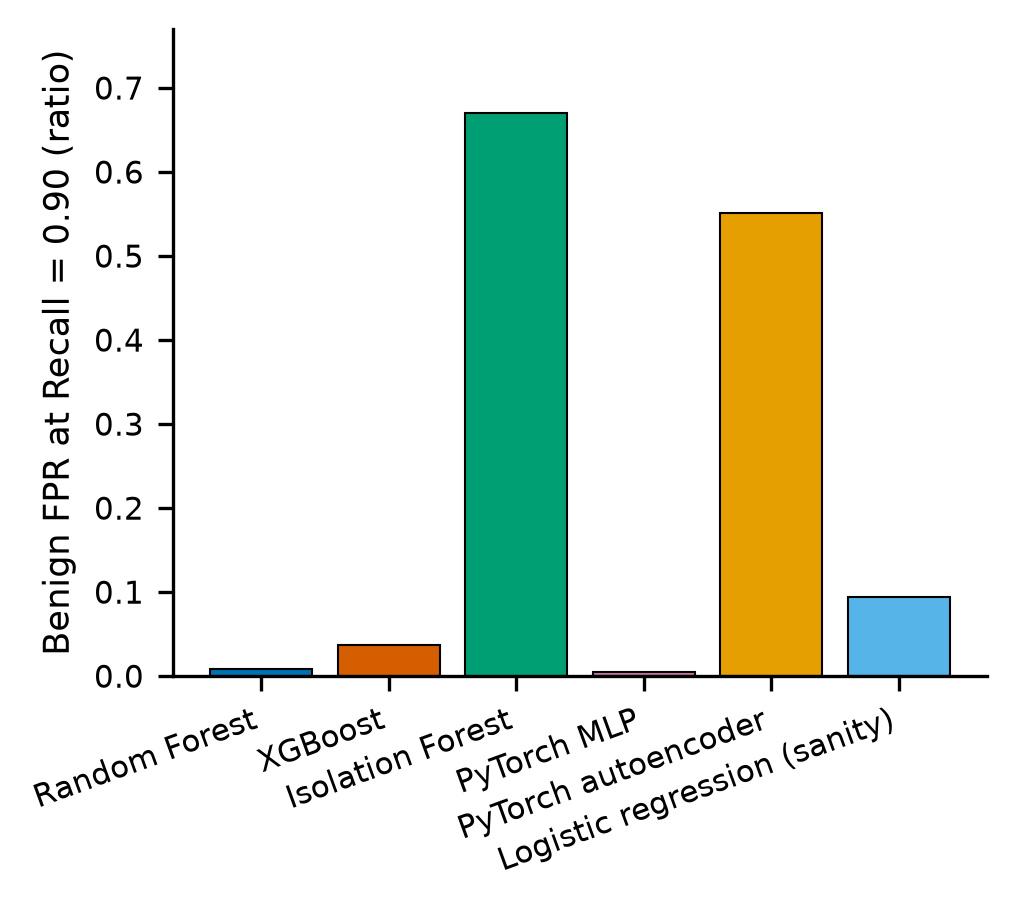 Benign FPR at Recall = 0.90 (ratio)
0.7
0.6
0.5
0.4
0.3
0.2
0.1
0.0
Random Forest
XGBoost
Isolation Forest
PyTorch MLP
PyTorch autoencoder
Logistic regression (sanity)